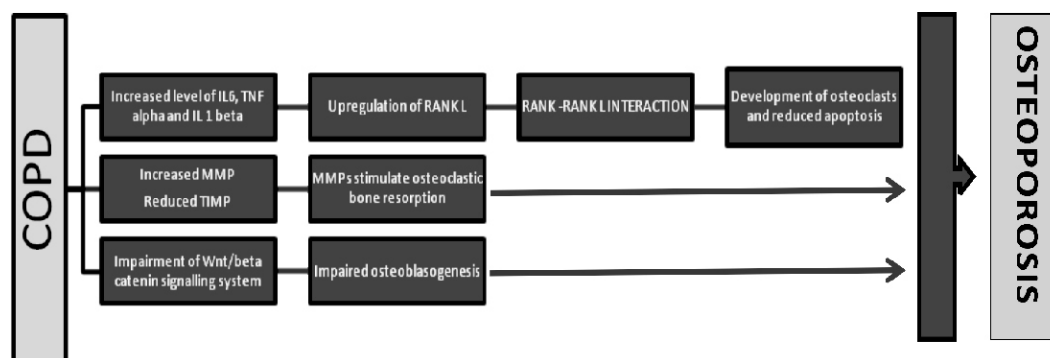 COPD
Increased level of IL6, TNF
alpha and IL 1 beta
Upregulation of RANK L
RANK -RANK L INTERACTION
Development of osteoclasts
and reduced apoptosis
Increased MMP
Reduced TIMP
MMPs stimulate osteoclastic
bone resorption
Impairment of Wnt/beta
catenin signalling system
Impaired osteoblasogenesis
OSTEOPOROSIS